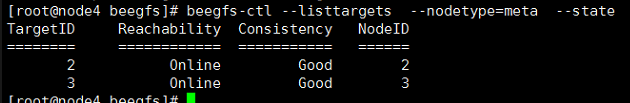 [root@node4 beegfs]# beegfs-ctl --listtargets  --nodetype=meta  --state
TargetID     Reachability  Consistency   NodeID
========     ============  ===========   ======
       2           Online         Good        2
       3           Online         Good        3
[root@node4 beegfs]#